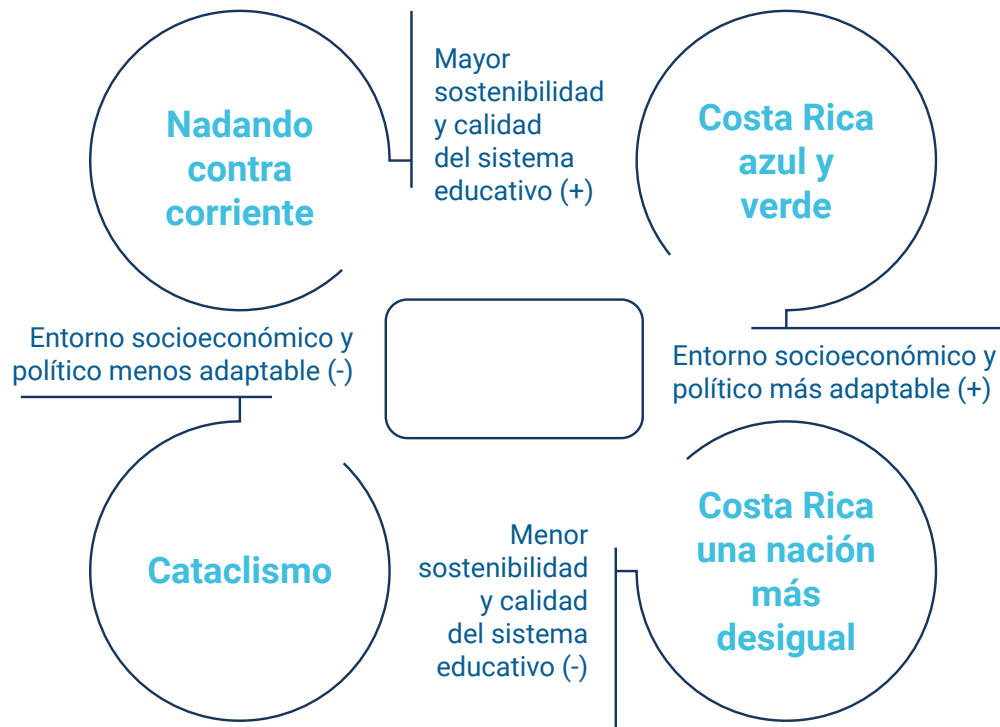 Nadando
contra
corriente
Mayor
sostenibilidad
y calidad
del sistema
educativo (+)
Costa Rica
azul y
verde
Entorno socioeconómico y
político menos adaptable (-)
Entorno socioeconómico y
político más adaptable (+)
Cataclismo
Menor
sostenibilidad
y calidad
del sistema
educativo (-)
Costa Rica
una nación
más
desigual